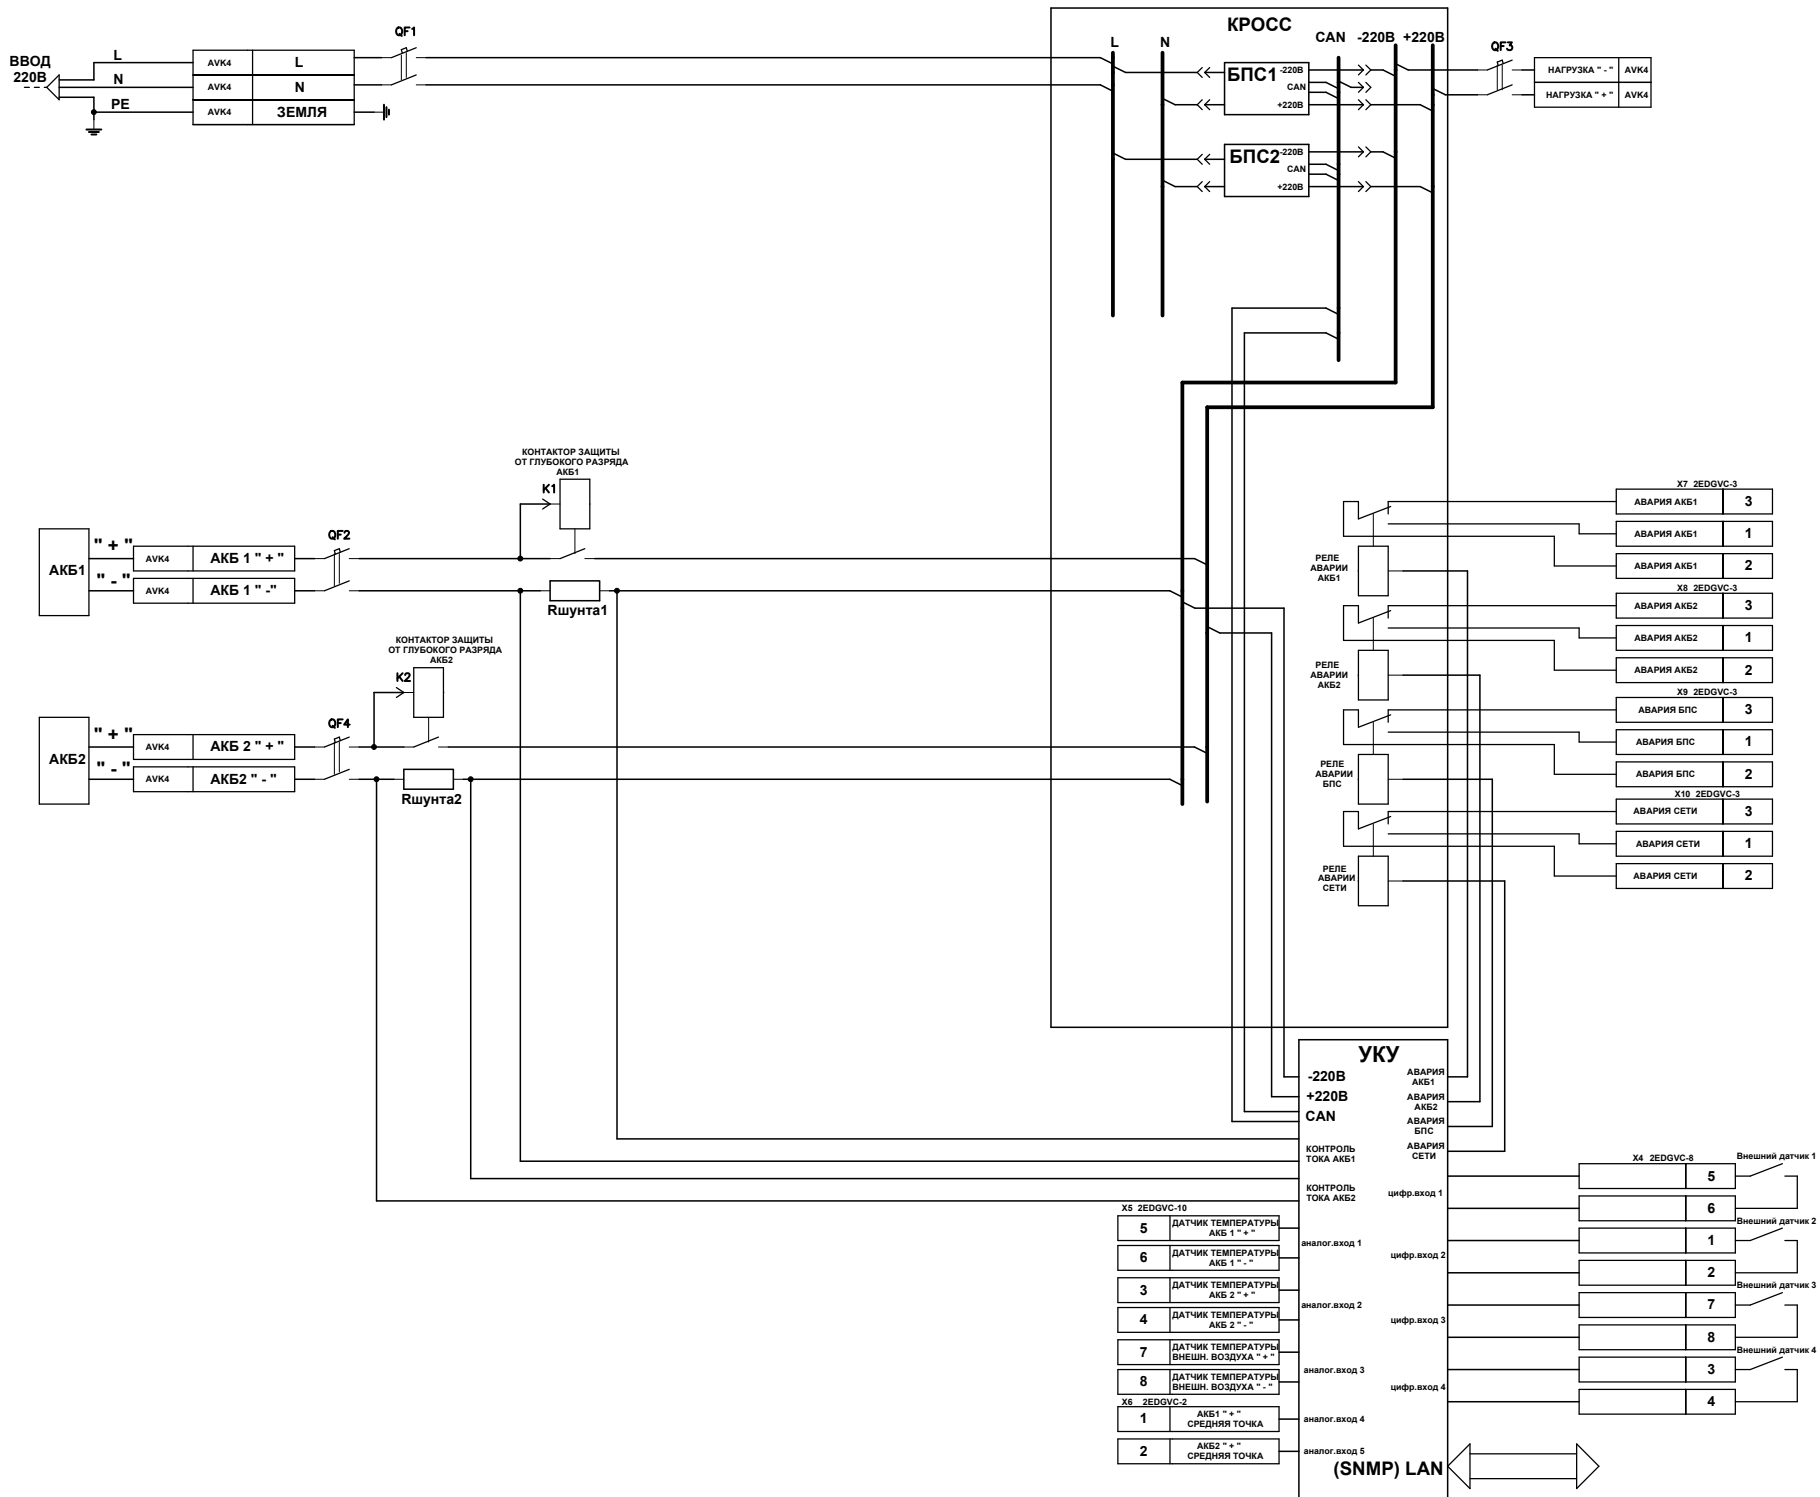 КРОСС
ВВОД
220В
L
N
PE
AVK4
L
AVK4
N
AVK4
ЗЕМЛЯ
QF1
L
N
CAN
-220В
+220В
БПС1
-220В
CAN
+220В
БПС2
-220В
CAN
+220В
QF3
НАГРУЗКА " - "
AVK4
НАГРУЗКА " + "
AVK4
КОНТАКТОР ЗАЩИТЫ
ОТ ГЛУБОКОГО РАЗРЯДА
АКБ1
К1
АКБ1
" + "
" - "
AVK4
АКБ 1 " + "
AVK4
АКБ 1 " -"
QF2
Rшунта1
КОНТАКТОР ЗАЩИТЫ
ОТ ГЛУБОКОГО РАЗРЯДА
АКБ2
К2
АКБ2
" + "
" - "
AVK4
АКБ 2 " + "
AVK4
АКБ2 " - "
QF4
Rшунта2
РЕЛЕ
АВАРИИ
АКБ1
РЕЛЕ
АВАРИИ
АКБ2
РЕЛЕ
АВАРИИ
БПС
РЕЛЕ
АВАРИИ
СЕТИ
X7 2EDGVC-3
АВАРИЯ АКБ1
3
АВАРИЯ АКБ1
1
АВАРИЯ АКБ1
2
X8 2EDGVC-3
АВАРИЯ АКБ2
3
АВАРИЯ АКБ2
1
АВАРИЯ АКБ2
2
X9 2EDGVC-3
АВАРИЯ БПС
3
АВАРИЯ БПС
1
АВАРИЯ БПС
2
X10 2EDGVC-3
АВАРИЯ СЕТИ
3
АВАРИЯ СЕТИ
1
АВАРИЯ СЕТИ
2
УКУ
-220В
+220В
CAN
КОНТРОЛЬ
ТОКА АКБ1
КОНТРОЛЬ
ТОКА АКБ2
аналог.вход 1
аналог.вход 2
аналог.вход 3
аналог.вход 4
аналог.вход 5
АВАРИЯ
АКБ1
АВАРИЯ
АКБ2
АВАРИЯ
БПС
АВАРИЯ
СЕТИ
цифр.вход 1
цифр.вход 2
цифр.вход 3
цифр.вход 4
(SNMP) LAN
X5 2EDGVC-10
5
ДАТЧИК ТЕМПЕРАТУРЫ
АКБ 1 " + "
6
ДАТЧИК ТЕМПЕРАТУРЫ
АКБ 1 " - "
3
ДАТЧИК ТЕМПЕРАТУРЫ
АКБ 2 " + "
4
ДАТЧИК ТЕМПЕРАТУРЫ
АКБ 2 " - "
7
ДАТЧИК ТЕМПЕРАТУРЫ
ВНЕШН. ВОЗДУХА " + "
8
ДАТЧИК ТЕМПЕРАТУРЫ
ВНЕШН. ВОЗДУХА " - "
X6 2EDGVC-2
1
АКБ1 " + "
СРЕДНЯЯ ТОЧКА
2
АКБ2 " + "
СРЕДНЯЯ ТОЧКА
X4 2EDGVC-8
Внешний датчик 1
5
6
Внешний датчик 2
1
2
Внешний датчик 3
7
8
Внешний датчик 4
3
4